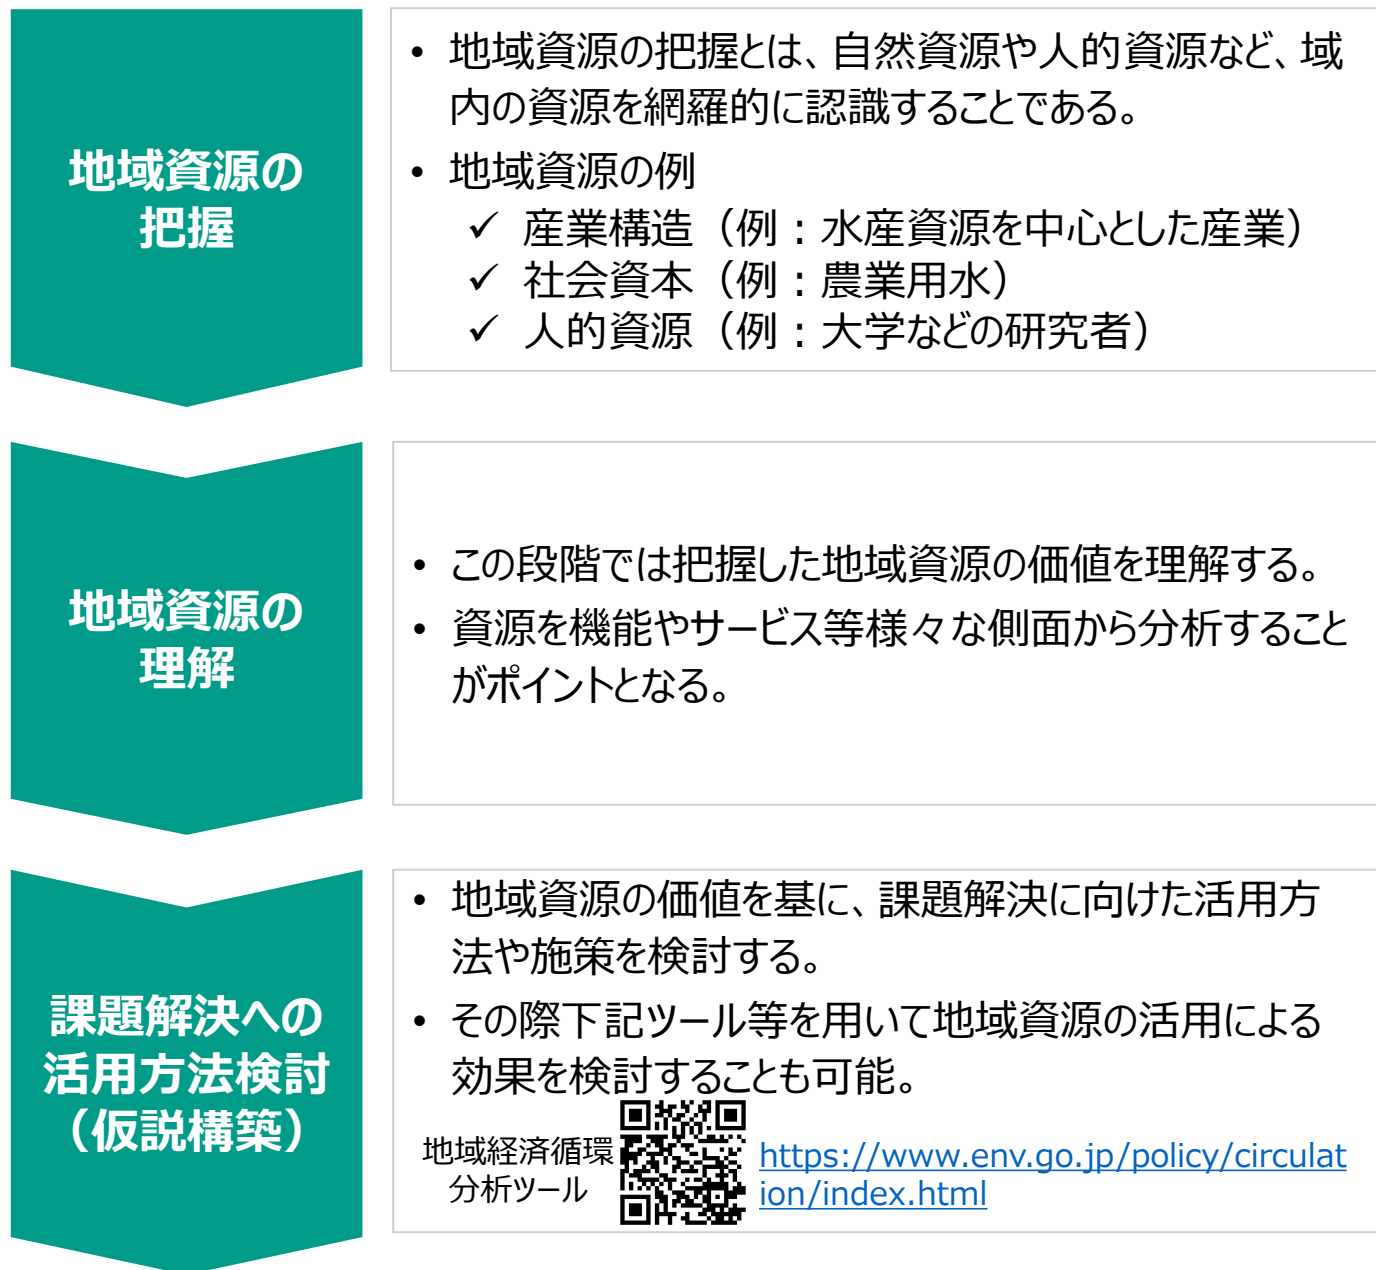 地域資源の
把握
• 地域資源の把握とは、自然資源や人的資源など、域
内の資源を網羅的に認識することである。
• 地域資源の例
✓ 産業構造（例：水産資源を中心とした産業）
✓ 社会資本（例：農業用水）
✓ 人的資源（例：大学などの研究者）
地域資源の
理解
• この段階では把握した地域資源の価値を理解する。
• 資源を機能やサービス等様々な側面から分析すること
がポイントとなる。
課題解決への
活用方法検討
（仮説構築）
• 地域資源の価値を基に、課題解決に向けた活用方
法や施策を検討する。
• その際下記ツール等を用いて地域資源の活用による
効果を検討することも可能。
地域経済循環
分析ツール
https://www.env.go.jp/policy/circulat
ion/index.html